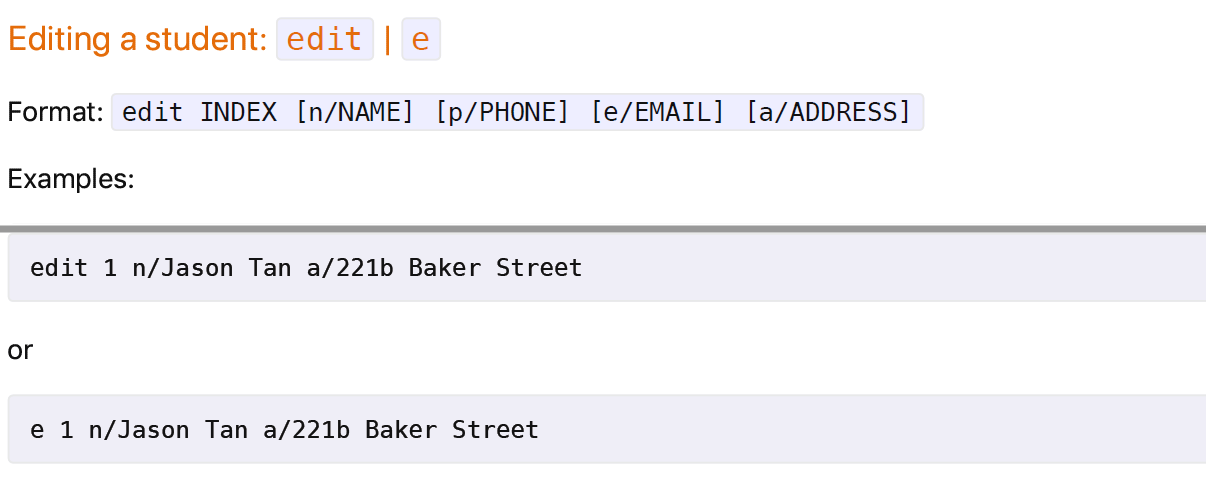 Editing a student: edit | e
Format: edit INDEX [n/NAME] [p/PHONE] [e/EMAIL] [a/ADDRESS]
Examples:
edit 1 n/Jason Tan a/221b Baker Street
or
e 1 n/Jason Tan a/221b Baker Street